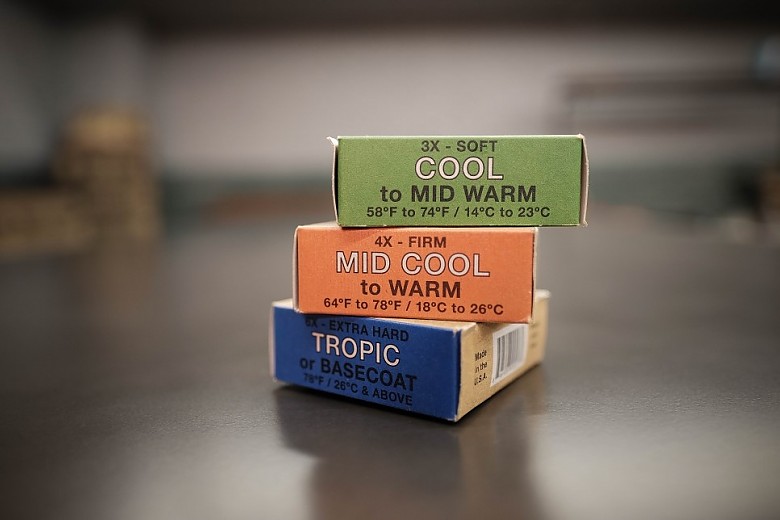 3X - SOFT
COOL
to MID WARM
58°F to 74°F / 14°C to 23°C
4X - FIRM
MID COOL
to WARM
64°F to 78°F / 18°C to 26°C
6X - EXTRA HARD
TROPIC
or BASECOAT
78°F / 26°C & ABOVE
Made
in the
U.S.A.